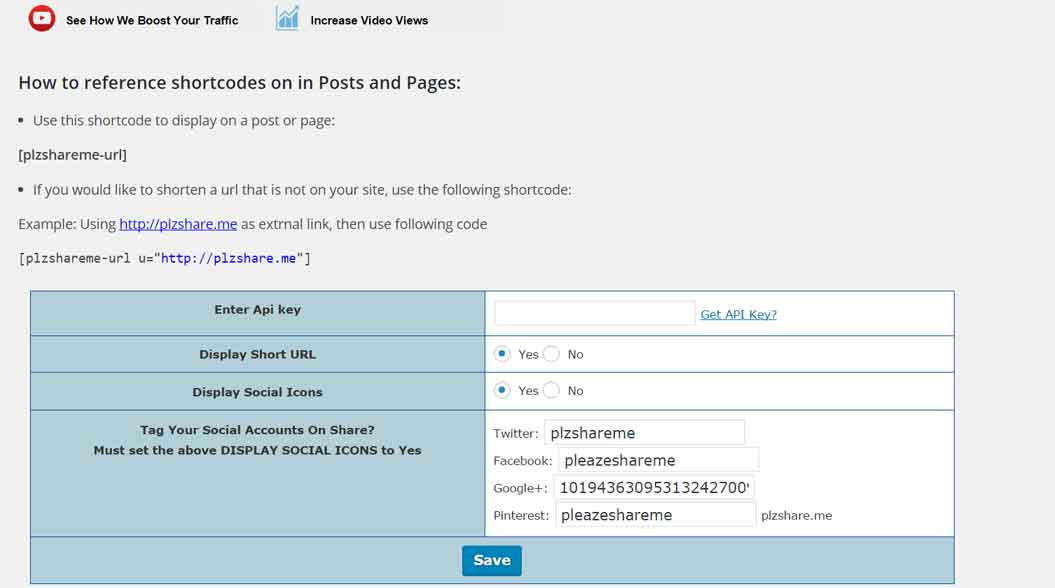 See How We Boost Your Traffic
Increase Video Views
How to reference shortcodes on in Posts and Pages:
• Use this shortcode to display on a post or page:
[plzshareme-url]
• If you would like to shorten a url that is not on your site, use the following shortcode:
Example: Using http://plzshare.me as extrnal link, then use following code
[plzshareme-url u="http://plzshare.me"]
Enter Api key
Get API Key?
Display Short URL
Yes No
Display Social Icons
Yes No
Tag Your Social Accounts On Share?
Must set the above DISPLAY SOCIAL ICONS to Yes
Twitter: plzshareme
Facebook: pleazeshareme
Google+: 10194363095313242700
Pinterest: pleazeshareme plzshare.me
Save